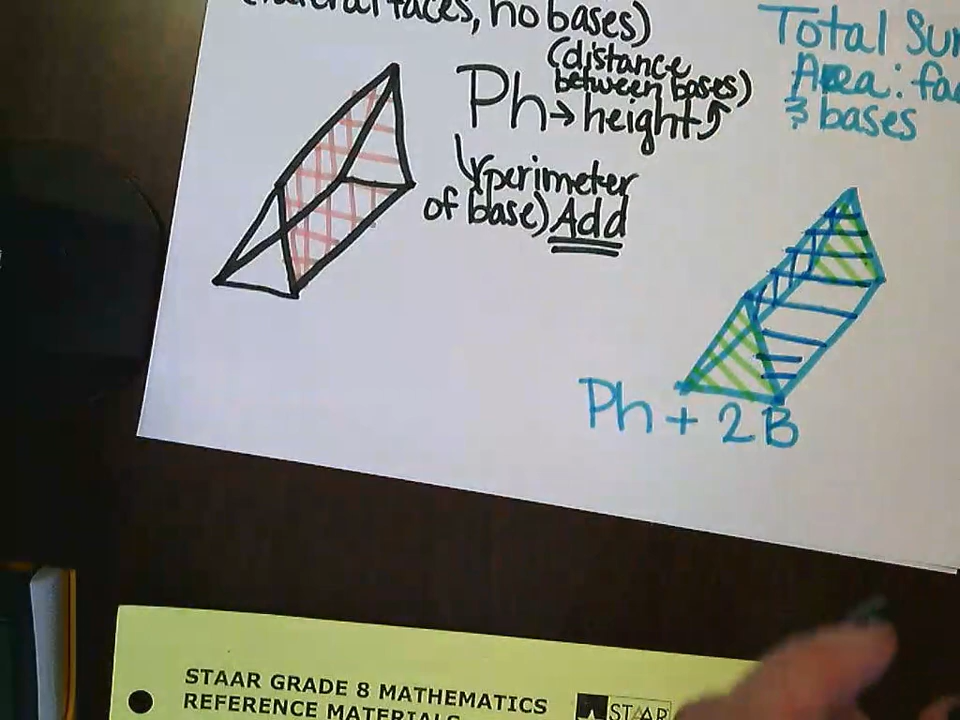 faces, no bases)
(distance
between bases)
Ph → height
(perimeter
of base) Add
Total Sur
Area: fa
& bases
Ph + 2B
STAAR GRADE 8 MATHEMATICS
REFERENCE MATERIALS
STAAR